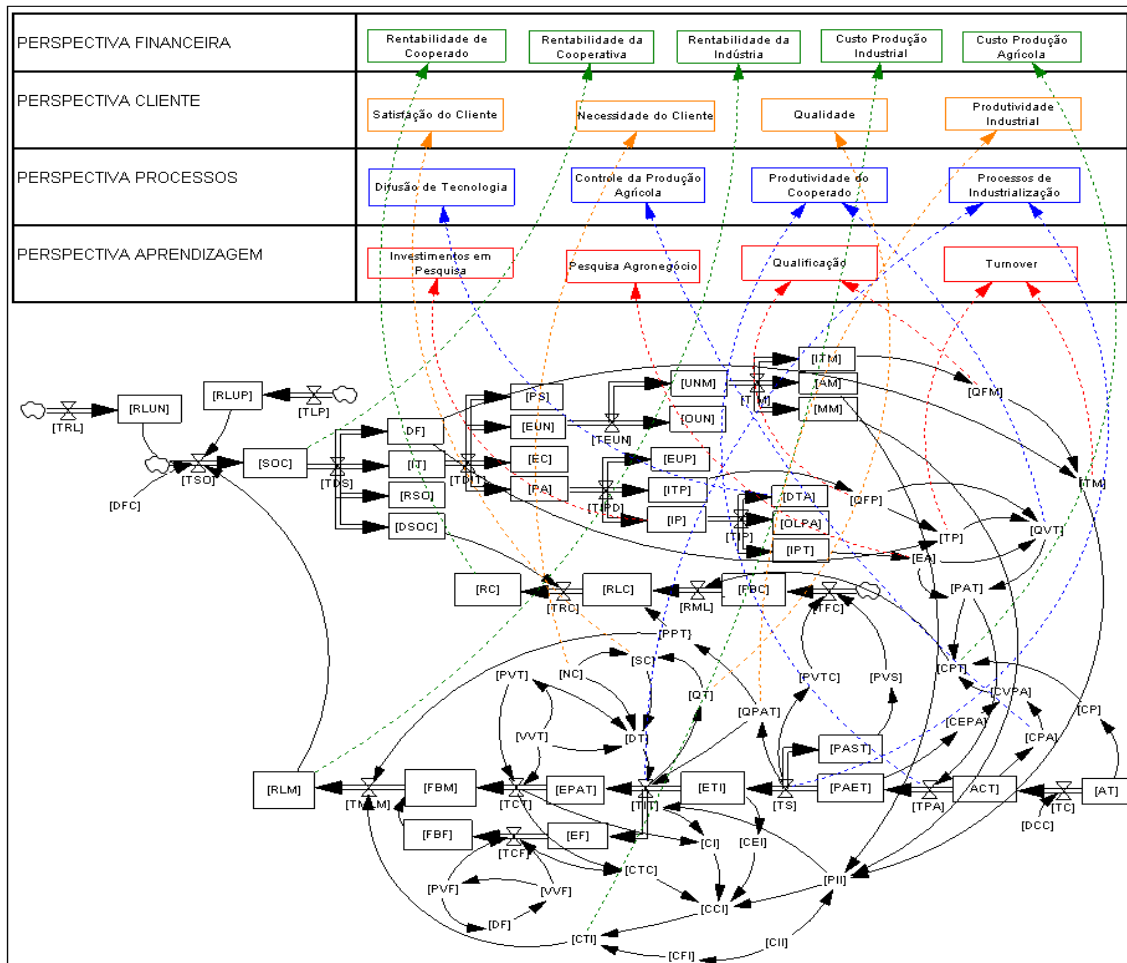 PERSPECTIVA FINANCEIRA
Rentabilidade de
Cooperado
Rentabilidade da
Cooperativa
Rentabilidade da
Indústria
Custo Produção
Industrial
Custo Produção
Agrícola
PERSPECTIVA CLIENTE
Satisfação do Cliente
Necessidade do Cliente
Qualidade
Produtividade
Industrial
PERSPECTIVA PROCESSOS
Difusão de Tecnologia
Controle da Produção
Agrícola
Produtividade do
Cooperado
Processos de
Industrialização
PERSPECTIVA APRENDIZAGEM
Investimentos em
Pesquisa
Pesquisa Agronegócio
Qualificação
Turnover
[RLUN]
[TRL]
[RLUP]
[TLP]
[SOC]
[TSO]
[DFC]
[TDS]
[DF]
[IT]
[RSO]
[DSOC]
[TDIT]
[PS]
[EUN]
[EC]
[PA]
[TEUN]
[UNM]
[OUN]
[TIM]
[ITM]
[AM]
[MM]
[QFM]
[TIPD]
[EUP]
[ITP]
[IP]
[TIP]
[DTA]
[OLPA]
[IPT]
[QFP]
[TP]
[EA]
[QVT]
[ITM]
[PAT]
[RC]
[TRC]
[RLC]
[RML]
[FBC]
[TFC]
[PPT}
[SC]
[NC]
[PVT]
[QT]
[QPAT]
[PVTC]
[PVS]
[CPT]
[CVPA]
[CEPA]
[CPA]
[CP]
[VVT]
[DT]
[PAST]
[RLM]
[TMLM]
[FBM]
[TCT]
[EPAT]
[TIT]
[ETI]
[TS]
[PAET]
[TPA]
ACT]
[TC]
[AT]
[DCC]
[FBF]
[TCF]
[EF]
[CI]
[CEI]
[CTC]
[PVF]
[VVF]
[DF]
[CCI]
[PII]
[CTI]
[CFI]
[CII]